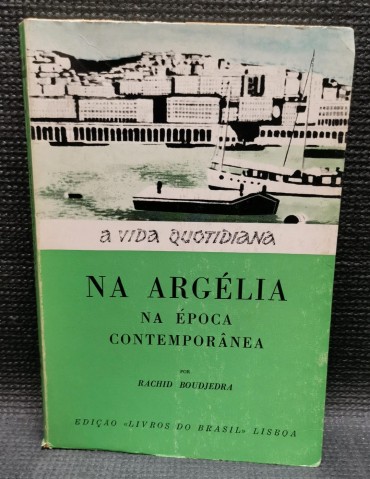 A VIDA QUOTIDIANA
NA ARGÉLIA
NA ÉPOCA
CONTEMPORÂNEA
POR
RACHID BOUDJEDRA
EDIÇÃO «LIVROS DO BRASIL» LISBOA